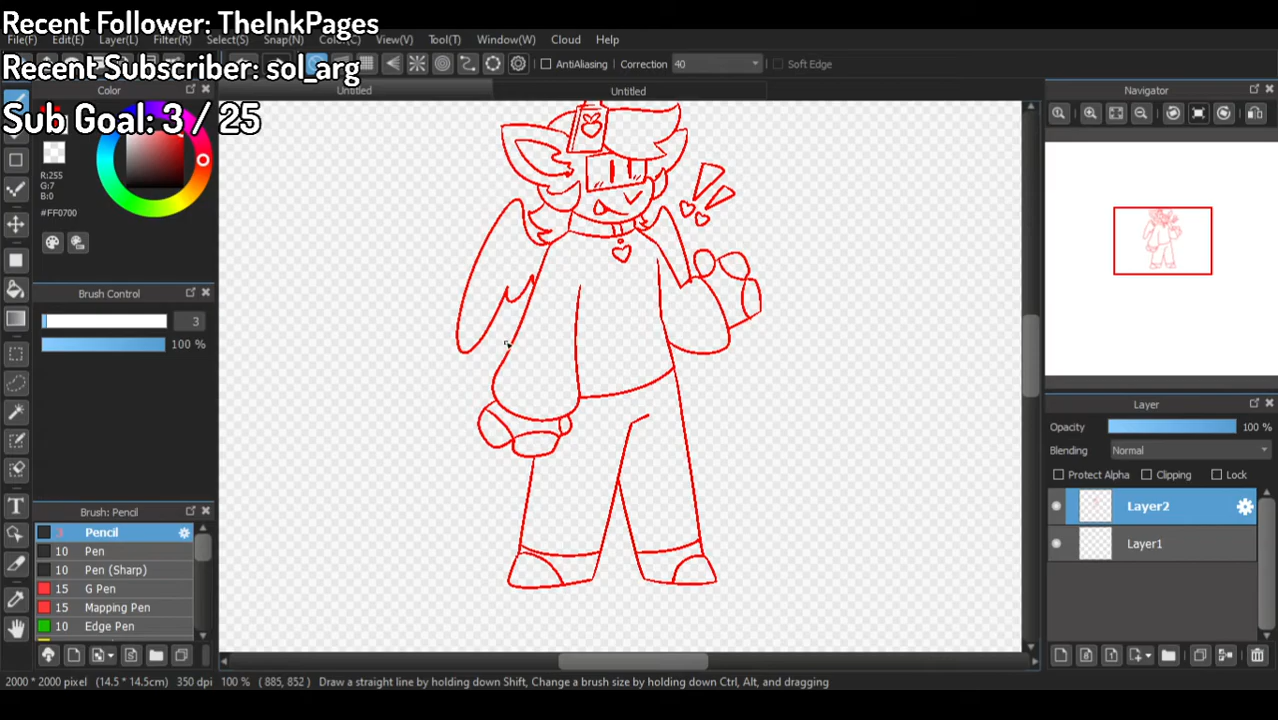 Recent Follower: TheInkPages
File(F) Edit(E) Layer(L) Filter(R) Select(S) Snap(N) Color(C) View(V) Tool(T) Window(W) Cloud Help
Recent Subscriber: sol_arg
AntiAliasing Correction 40 Soft Edge
Color Untitled Untitled Navigator
Sub Goal: 3 / 25
R:255
G:7
B:0
#FF0700
Brush Control
3
100 %
Layer
Opacity 100 %
Blending Normal
Protect Alpha Clipping Lock
Layer2
Layer1
Brush: Pencil
3 Pencil
10 Pen
10 Pen (Sharp)
15 G Pen
15 Mapping Pen
10 Edge Pen
2000 * 2000 pixel (14.5 * 14.5cm) 350 dpi 100 % ( 885, 852 ) Draw a straight line by holding down Shift, Change a brush size by holding down Ctrl, Alt, and dragging